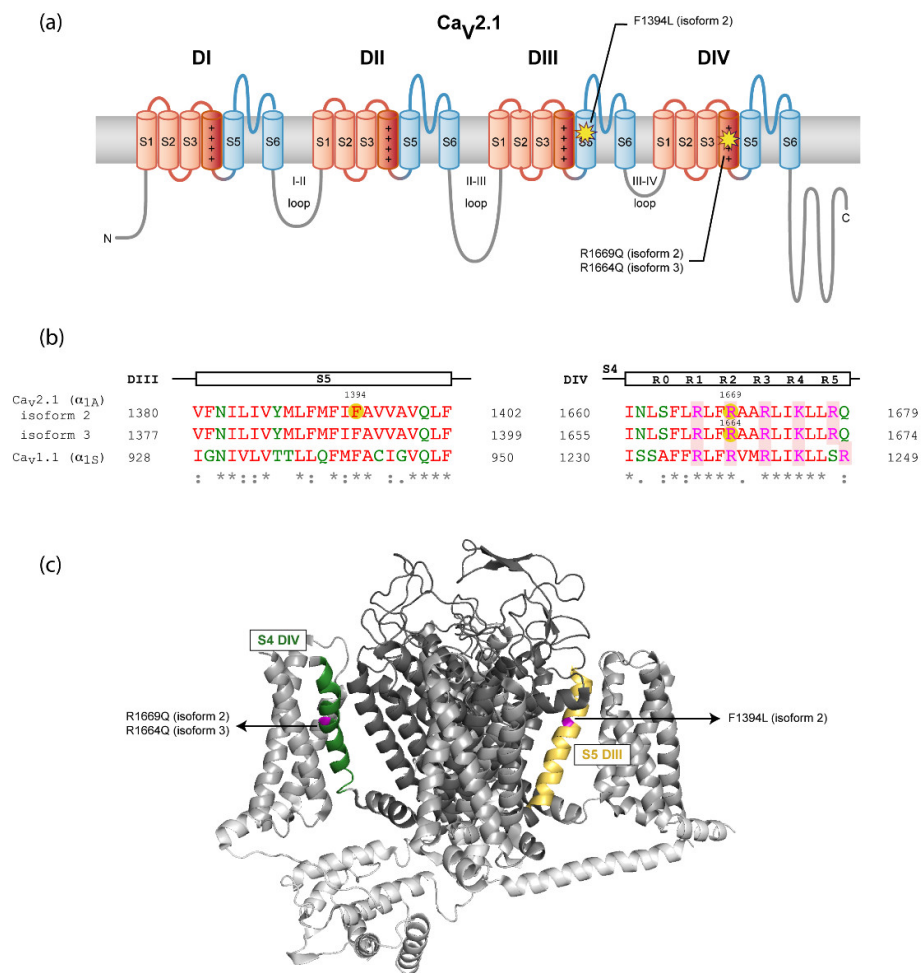 (a)
CaV2.1
F1394L (isoform 2)
DI DII DIII DIV
S1 S2 S3 ++++ S5 S6 S1 S2 S3 ++++ S5 S6 S1 S2 S3 ++++ S5 S6 S1 S2 S3 ++ S5 S6
I-II loop
II-III loop
III-IV loop
N
C
R1669Q (isoform 2)
R1664Q (isoform 3)
(b)
DIII S5
DIV S4 R0 R1 R2 R3 R4 R5
CaV2.1 (α1A) 1394 1669
isoform 2 1380 VFNILIVYMLFMFIFAVVAVQLF 1402 1660 INLSFLRLFRAARLIKLLRQ 1679
1664
isoform 3 1377 VFNILIVYMLFMFIFAVVAVQLF 1399 1655 INLSFLRLFRAARLIKLLRQ 1674
CaV1.1 (α1S) 928 IGNIVLVTTLLQFMFACIGVQLF 950 1230 ISSAFFRLFRVMRLIKLLSR 1249
(c)
S4 DIV
R1669Q (isoform 2)
R1664Q (isoform 3)
F1394L (isoform 2)
S5 DIII